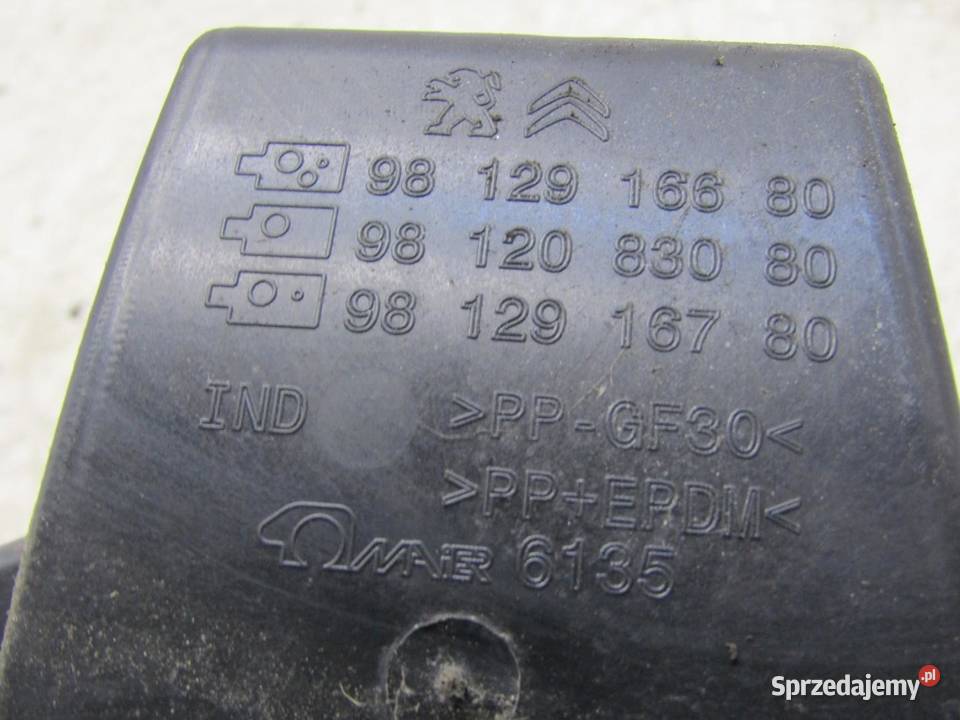 98 129 166 80
98 120 830 80
98 129 167 80
IND >PP-GF30<
>PP+EPDM<
MAiER 6135
Sprzedajemy.pl